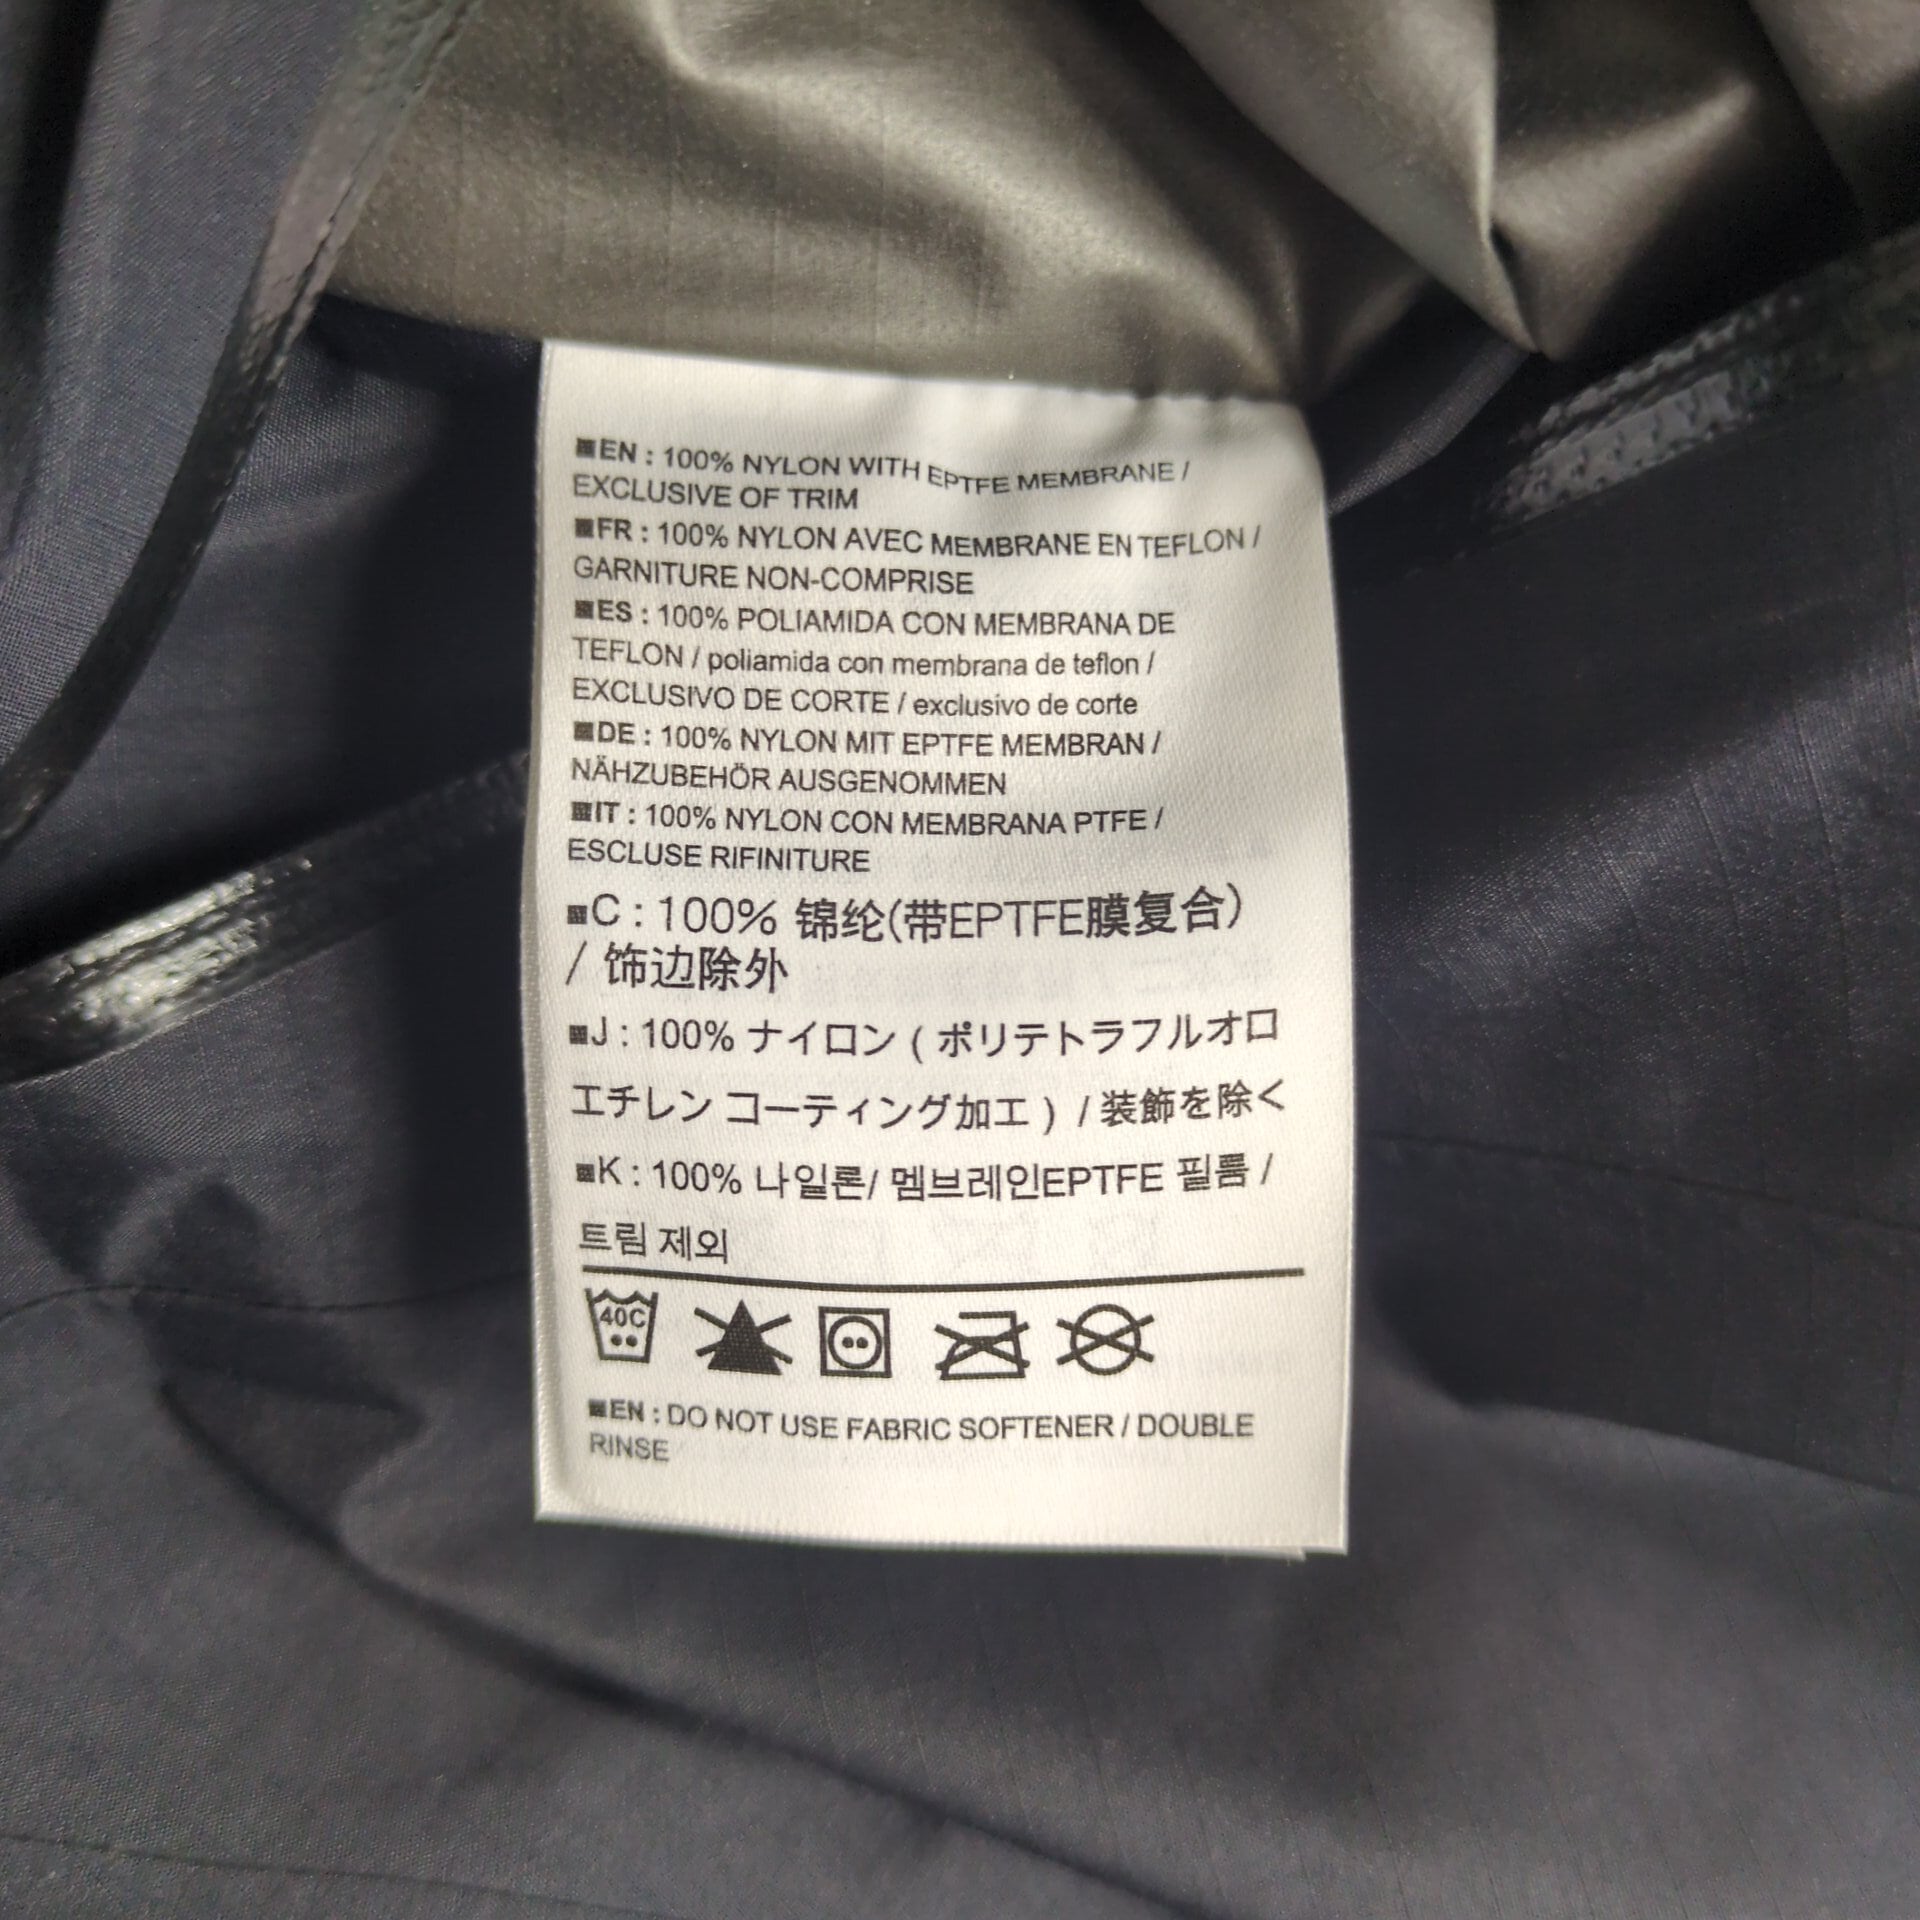 ■EN : 100% NYLON WITH EPTFE MEMBRANE /
EXCLUSIVE OF TRIM
■FR : 100% NYLON AVEC MEMBRANE EN TEFLON /
GARNITURE NON-COMPRISE
■ES : 100% POLIAMIDA CON MEMBRANA DE
TEFLON / poliamida con membrana de teflon /
EXCLUSIVO DE CORTE / exclusivo de corte
■DE : 100% NYLON MIT EPTFE MEMBRAN /
NÄHZUBEHÖR AUSGENOMMEN
■IT : 100% NYLON CON MEMBRANA PTFE /
ESCLUSE RIFINITURE
■C : 100% 锦纶(带EPTFE膜复合)
/ 饰边除外
■J : 100% ナイロン ( ポリテトラフルオロ
エチレン コーティング加工 ) / 装飾を除く
■K : 100% 나일론/ 멤브레인EPTFE 필름 /
트림 제외
40C
■EN : DO NOT USE FABRIC SOFTENER / DOUBLE
RINSE